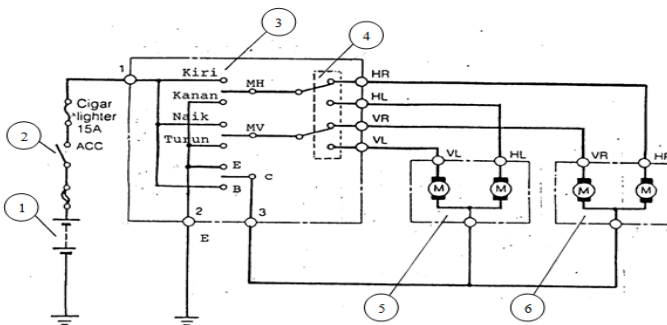 3
4
1
Kiri
HR
MH
Kanan
HL
Cigar
lighter
15A
Naik
VR
2
ACC
MV
Turun
VL
E
VL
HL
VR
HR
C
B
M
M
M
M
1
2
3
E
5
6